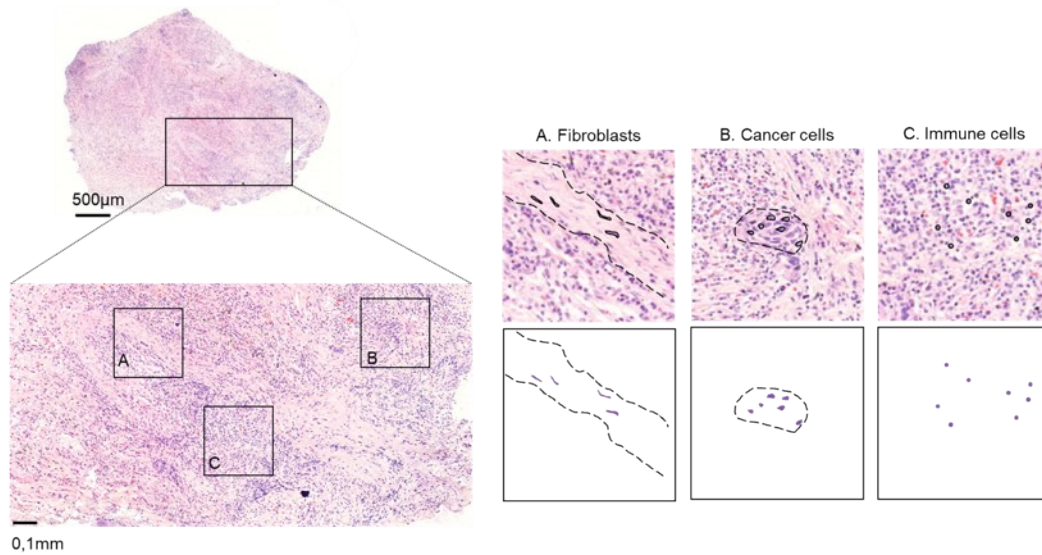 500µm
A
B
C
0,1mm
A. Fibroblasts
B. Cancer cells
C. Immune cells